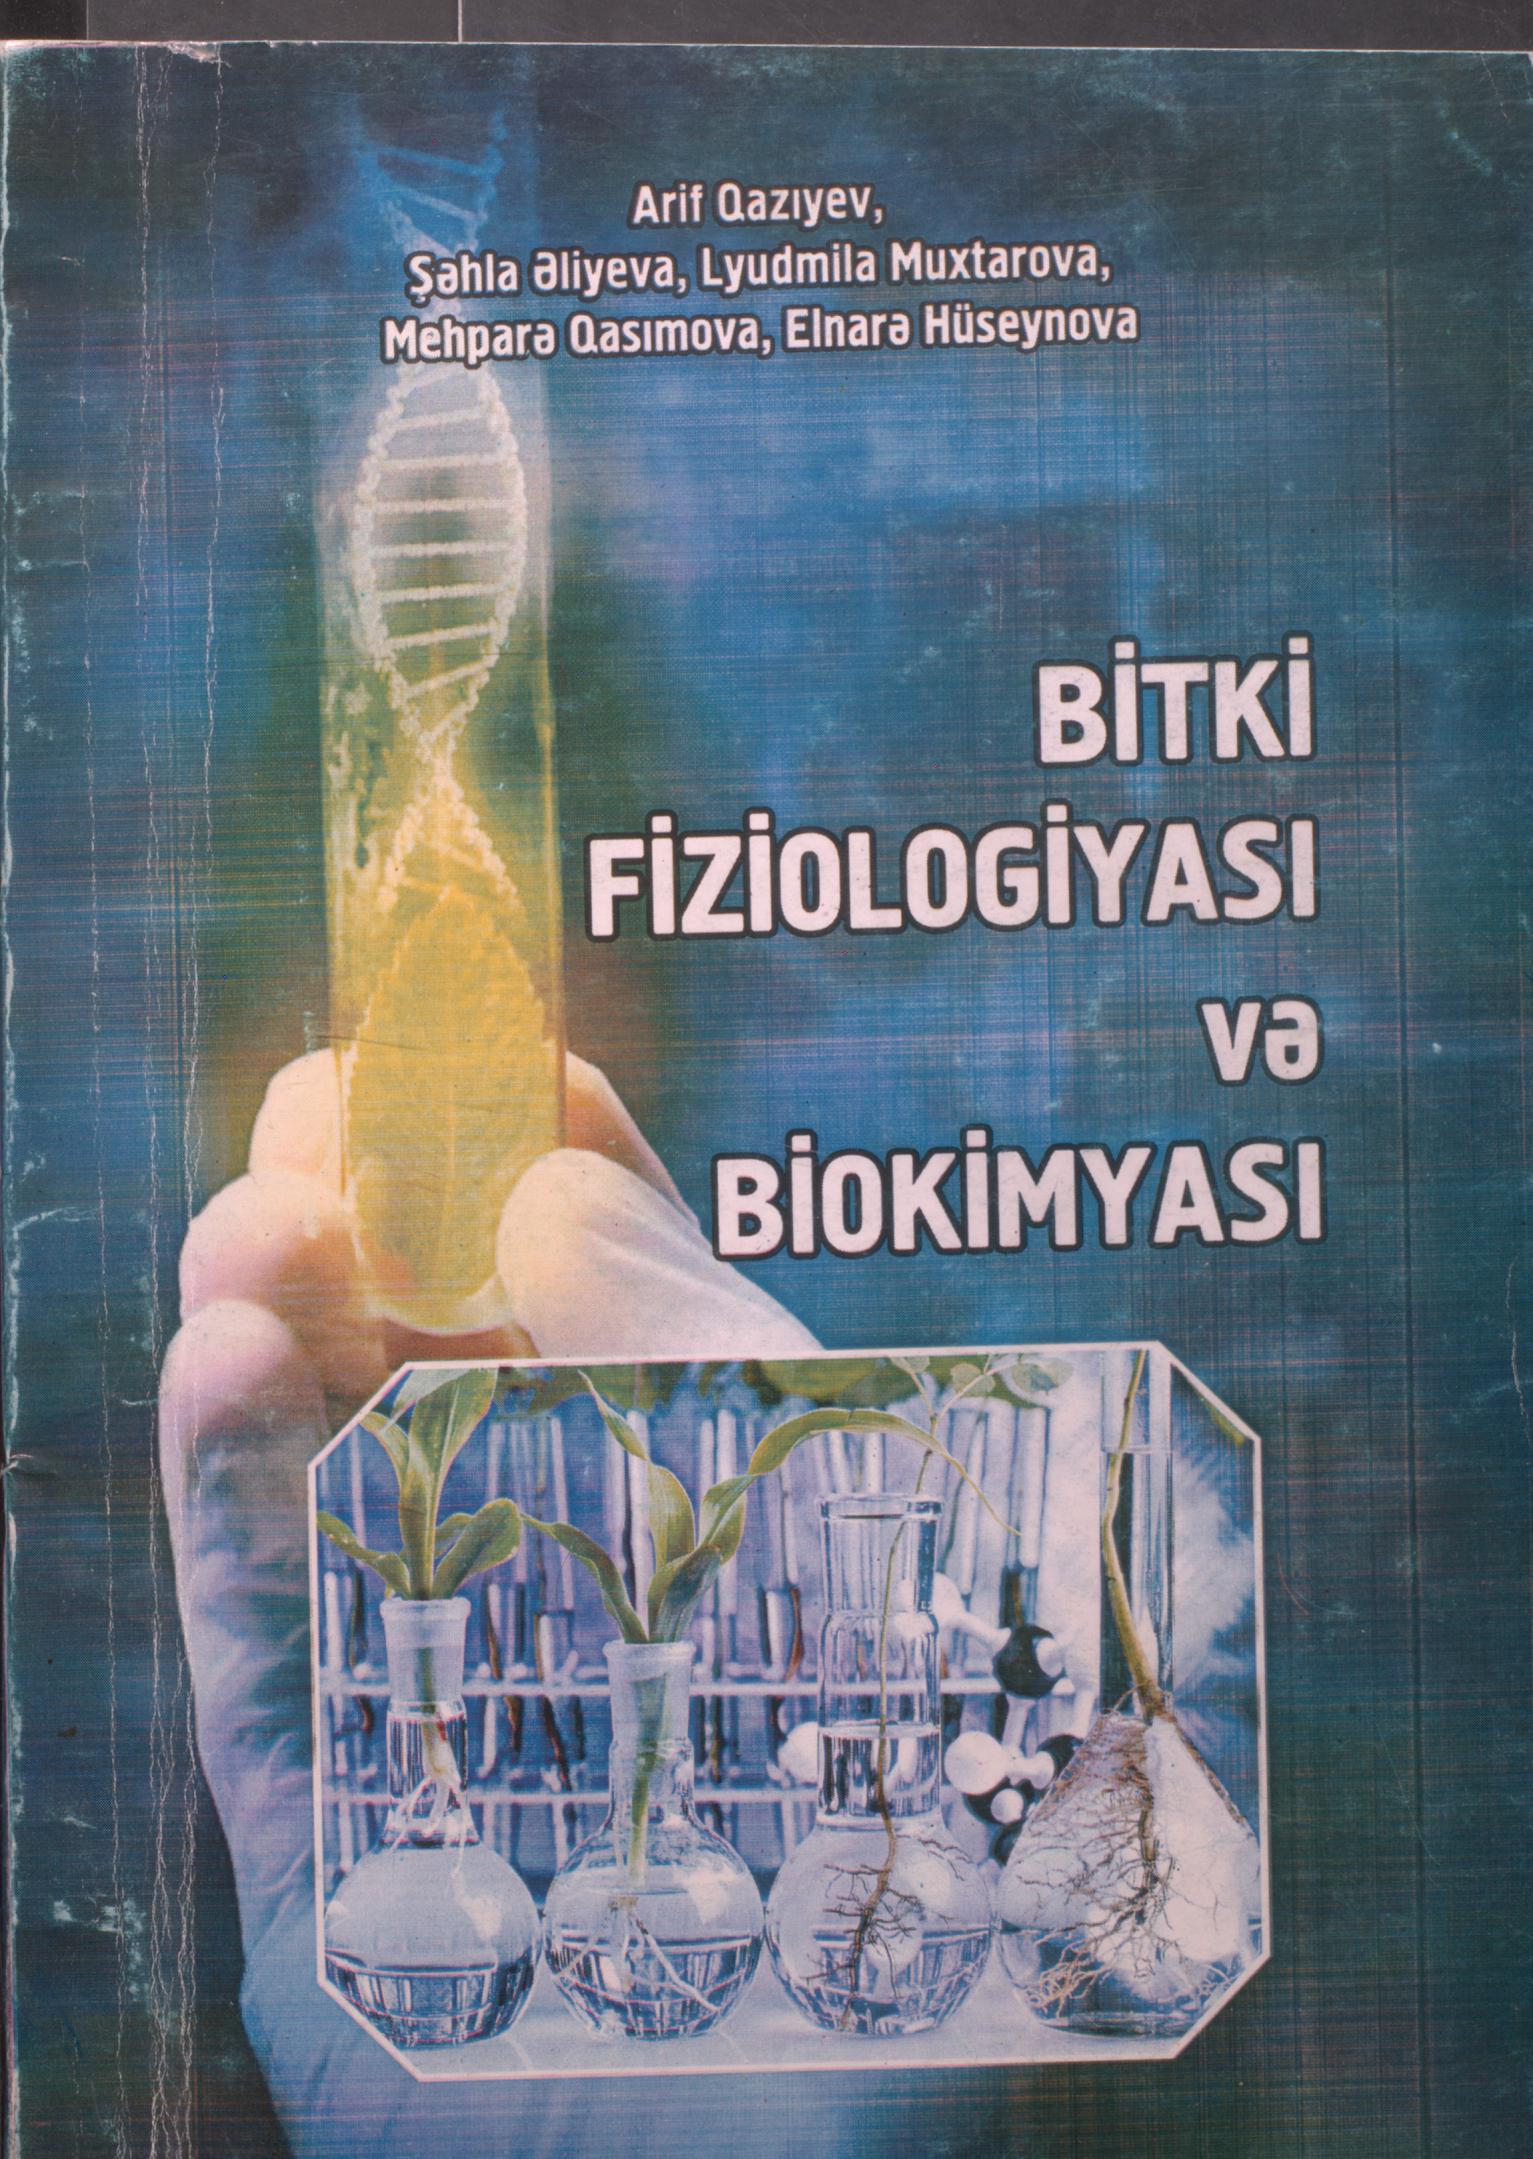 Arif Qazıyev,
Şəhla Əliyeva, Lyudmila Muxtarova,
Mehparə Qasımova, Elnarə Hüseynova
BİTKİ
FİZİOLOGİYASI
və
BİOKİMYASI